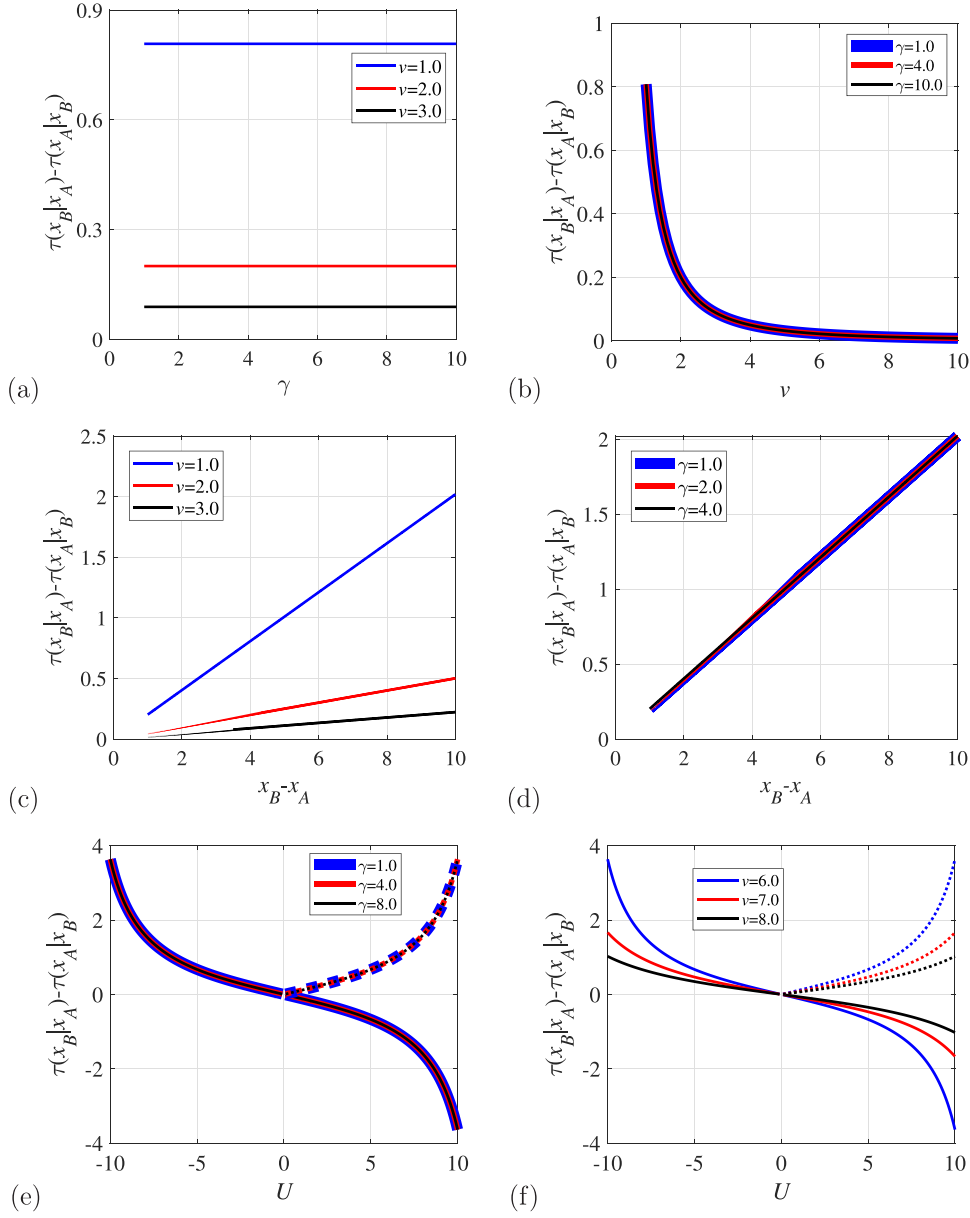 0.9
0.6
0.3
0
0 2 4 6 8 10
τ(x_B|x_A)-τ(x_A|x_B)
γ
v=1.0
v=2.0
v=3.0
(a)
1
0.8
0.6
0.4
0.2
0
0 2 4 6 8 10
τ(x_B|x_A)-τ(x_A|x_B)
v
γ=1.0
γ=4.0
γ=10.0
(b)
2.5
2
1.5
1
0.5
0
0 2 4 6 8 10
τ(x_B|x_A)-τ(x_A|x_B)
x_B-x_A
v=1.0
v=2.0
v=3.0
(c)
2
1.5
1
0.5
0
0 2 4 6 8 10
τ(x_B|x_A)-τ(x_A|x_B)
x_B-x_A
γ=1.0
γ=2.0
γ=4.0
(d)
4
2
0
-2
-4
-10 -5 0 5 10
τ(x_B|x_A)-τ(x_A|x_B)
U
γ=1.0
γ=4.0
γ=8.0
(e)
4
2
0
-2
-4
-10 -5 0 5 10
τ(x_B|x_A)-τ(x_A|x_B)
U
v=6.0
v=7.0
v=8.0
(f)